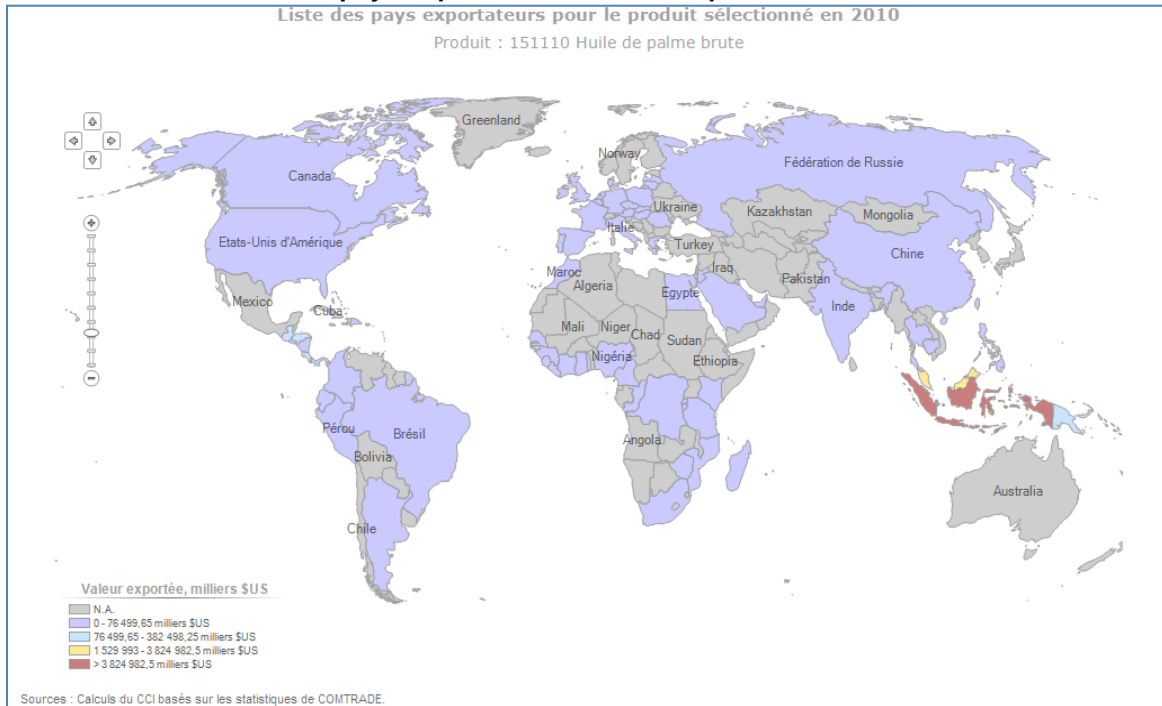 Liste des pays exportateurs pour le produit sélectionné en 2010
Produit : 151110 Huile de palme brute
Greenland
Norway
Canada
Fédération de Russie
Ukraine
Kazakhstan
Mongolia
Italie
Etats-Unis d'Amérique
Turkey
Chine
Maroc
Iraq
Pakistan
Algeria
Mexico
Egypte
Inde
Cuba
Mali
Niger
Chad
Sudan
Nigéria
Ethiopia
Pérou
Brésil
Angola
Bolivia
Australia
Chile
Valeur exportée, milliers $US
N.A.
0 - 76 499,65 milliers $US
76 499,65 - 382 498,25 milliers $US
1 529 993 - 3 824 982,5 milliers $US
> 3 824 982,5 milliers $US
Sources : Calculs du CCI basés sur les statistiques de COMTRADE.